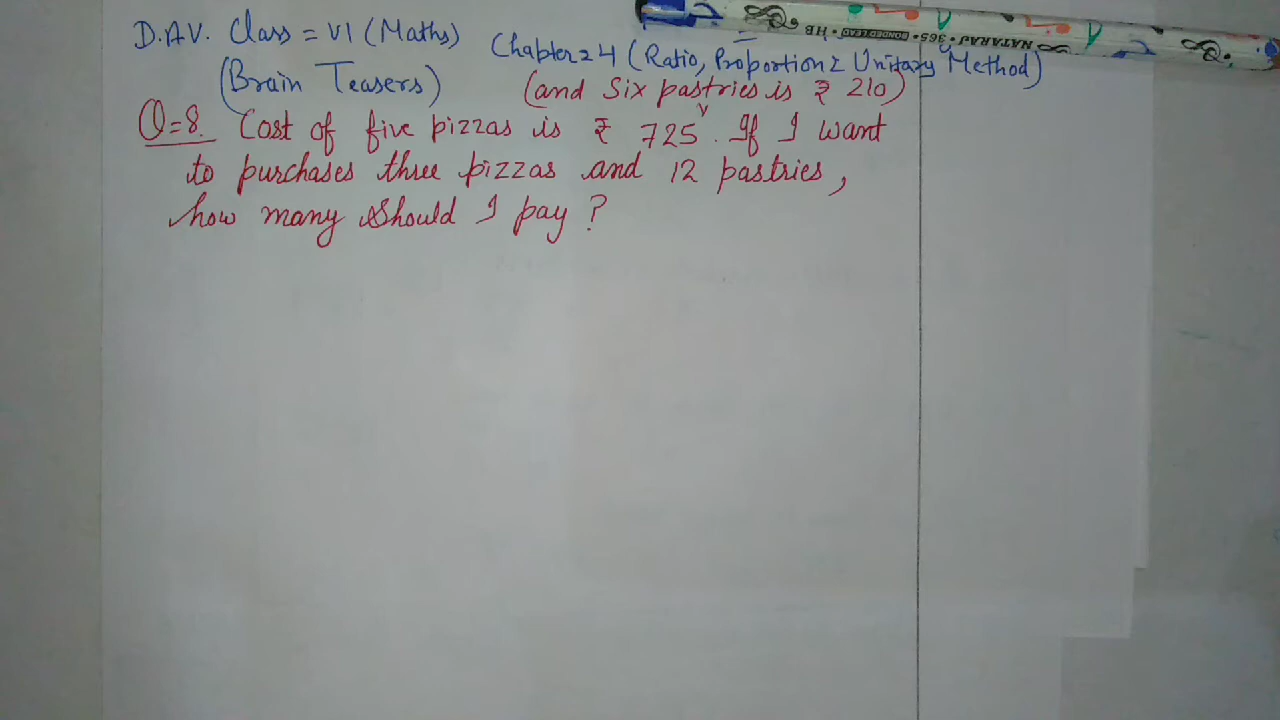 D.A.V. Class = VI (Maths)
Chapter = 4 (Ratio, Proportion & Unitary Method)
(Brain Teasers)
(and Six pastries is ₹ 210)
Q=8. Cost of five pizzas is ₹ 725. If I want
to purchases three pizzas and 12 pastries,
how many should I pay?
NATARAJ • 365 • BONDED LEAD • HB